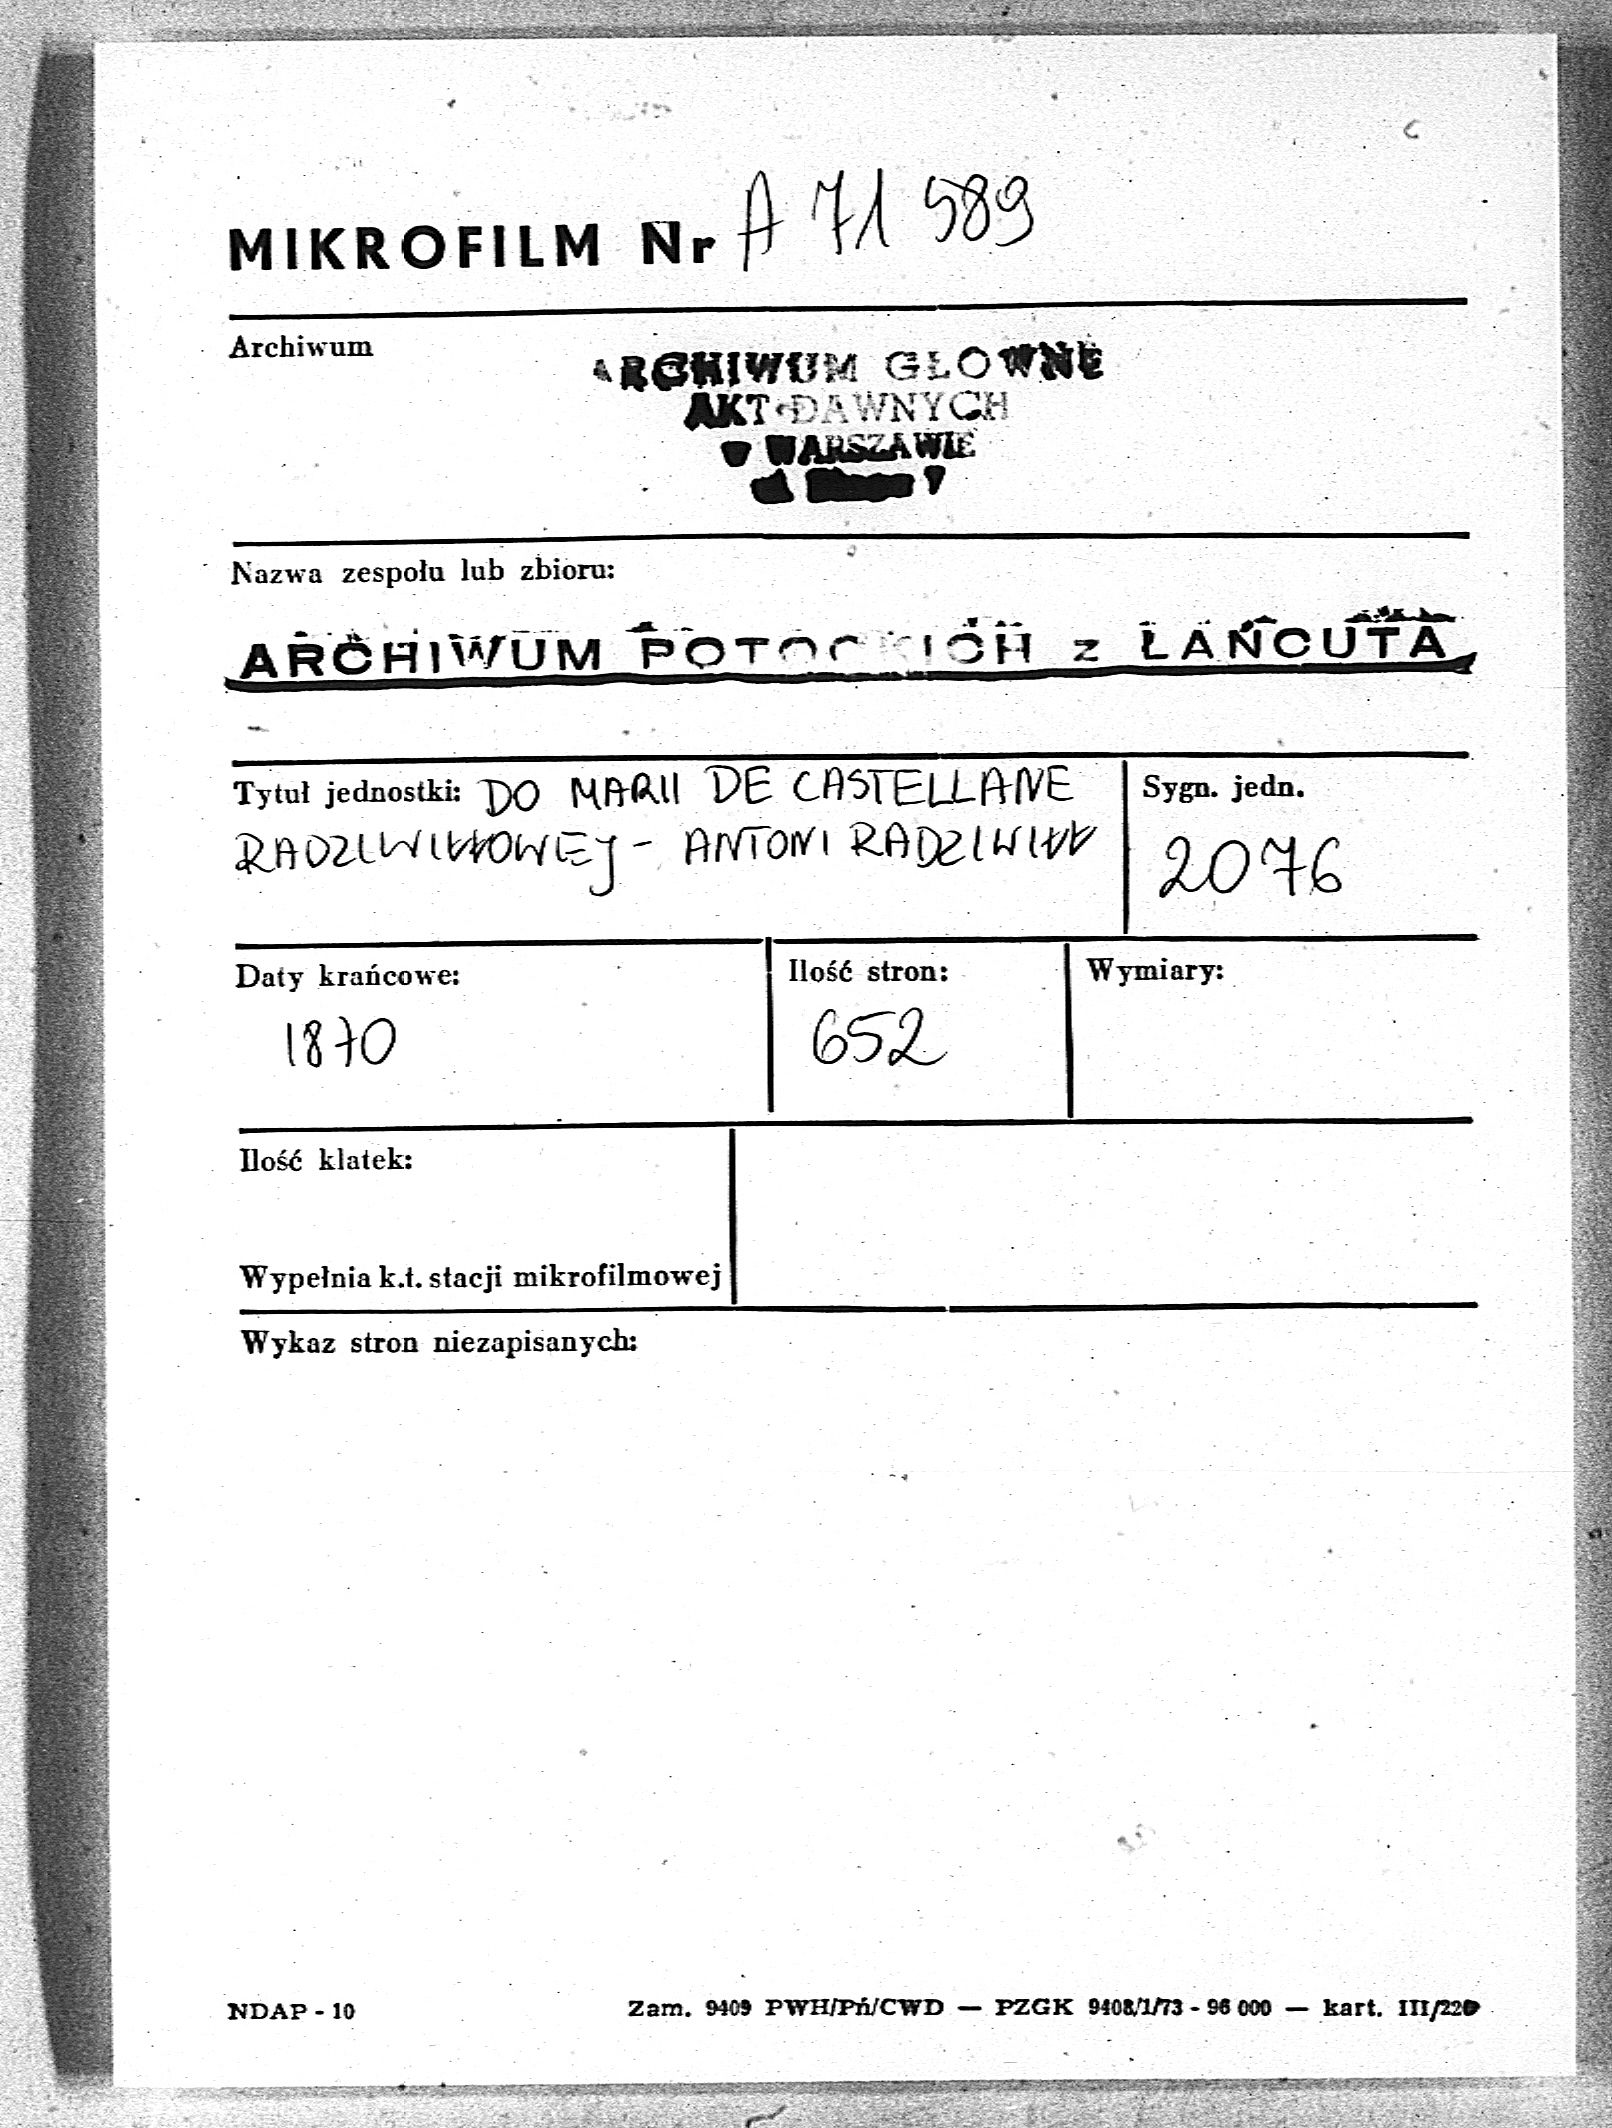 MIKROFILM Nr A 71 589
Archiwum
ARCHIWUM GŁOWNE
AKT DAWNYCH
w WARSZAWIE
Nazwa zespołu lub zbioru:
ARCHIWUM POTOCKICH z ŁAŃCUTA
Tytuł jednostki: DO MARII DE CASTELLANE
RADZIWIŁŁOWEJ - ANTONI RADZIWIŁŁ
Sygn. jedn.
2076
Daty krańcowe:
1870
Ilość stron:
652
Wymiary:
Ilość klatek:
Wypełnia k.t. stacji mikrofilmowej
Wykaz stron niezapisanych:
NDAP - 10
Zam. 9409 PWH/Pń/CWD — PZGK 9408/1/73 - 96 000 — kart. III/220